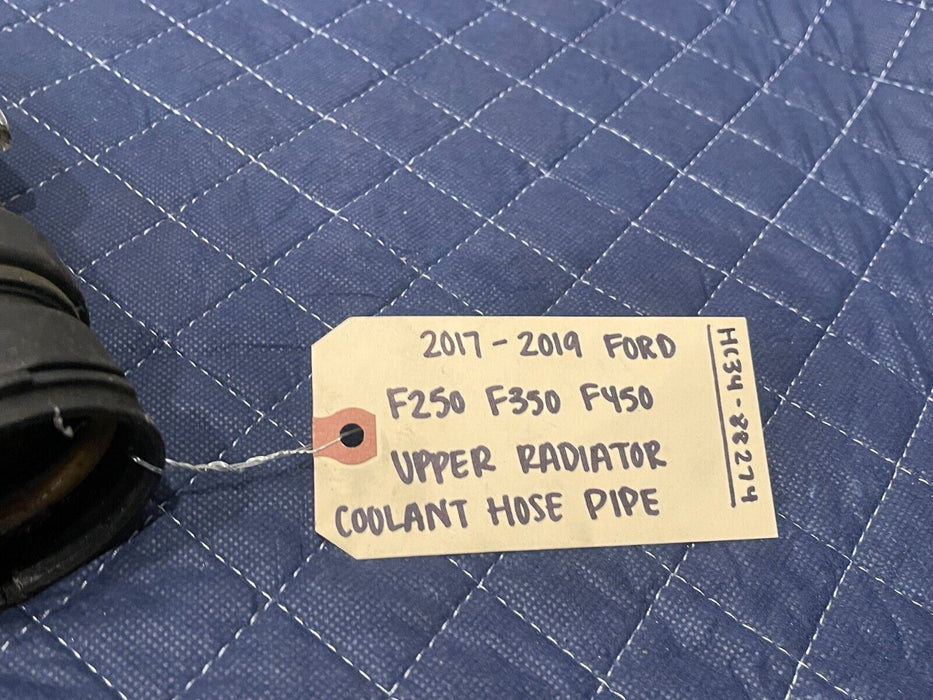 2017 - 2019 FORD
F250 F350 F450
UPPER RADIATOR
COOLANT HOSE PIPE
HC34-8B274